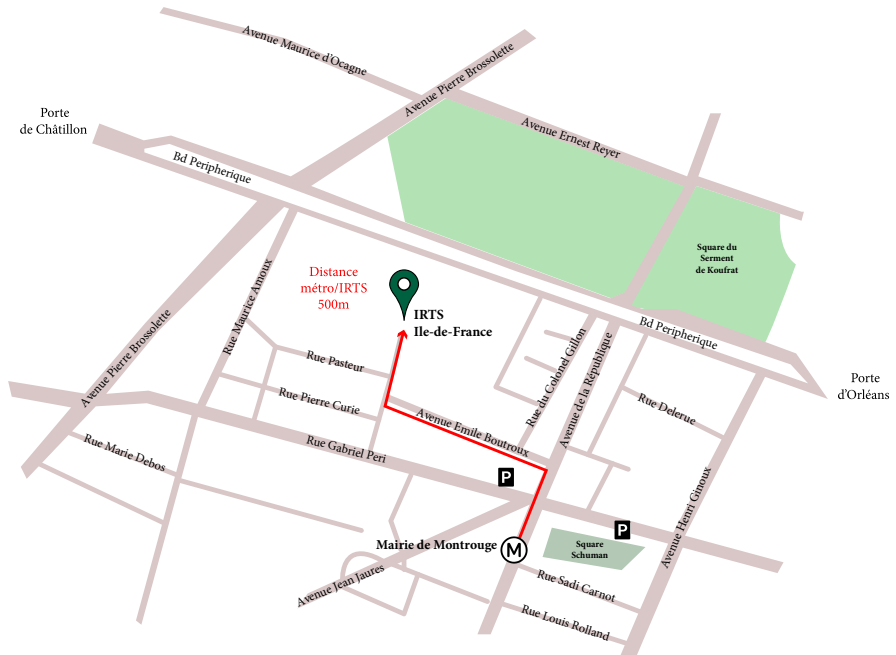 Avenue Maurice d'Ocagne
Avenue Pierre Brossolette
Porte
de Châtillon
Avenue Ernest Reyer
Bd Peripherique
Square du
Serment
de Koufrat
Distance
métro/IRTS
500m
IRTS
Ile-de-France
Rue Maurice Arnoux
Avenue Pierre Brossolette
Bd Peripherique
Rue Pasteur
Rue du Colonel Gillon
Avenue de la République
Porte
d'Orléans
Rue Pierre Curie
Rue Delerue
Avenue Emile Boutroux
Rue Marie Debos
Rue Gabriel Peri
P
Avenue Henri Ginoux
P
Mairie de Montrouge
M
Square
Schuman
Avenue Jean Jaures
Rue Sadi Carnot
Rue Louis Rolland